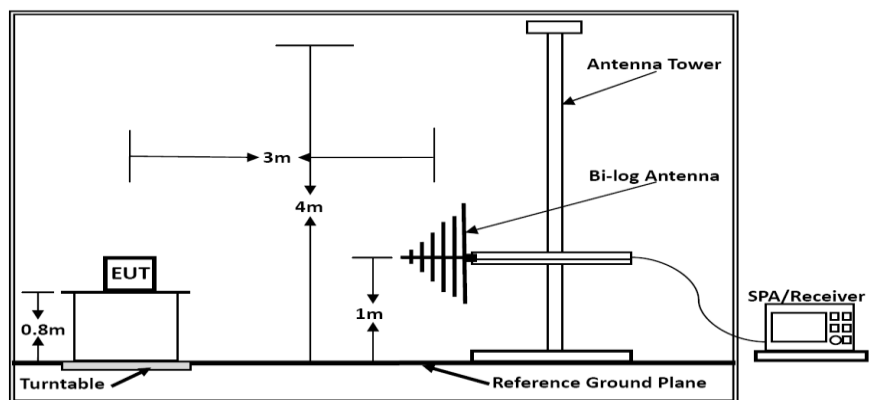 Antenna Tower
3m
Bi-log Antenna
4m
EUT
SPA/Receiver
0.8m
1m
Turntable
Reference Ground Plane